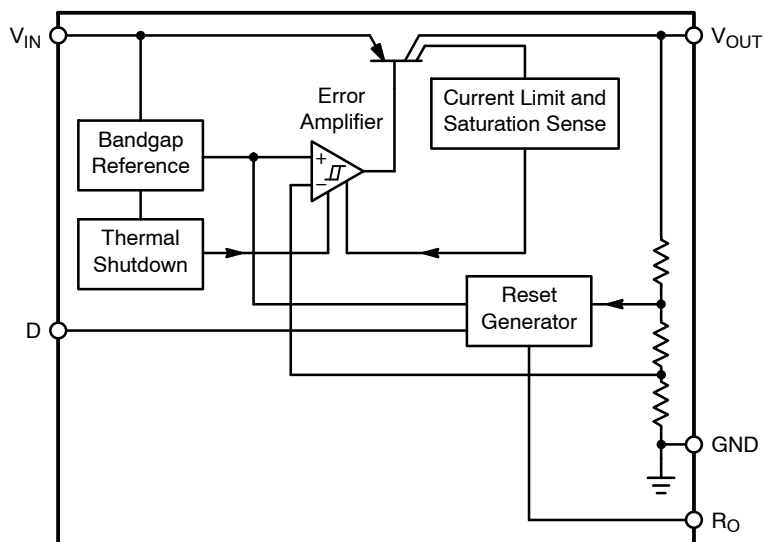 V_IN
V_OUT
Error
Amplifier
Current Limit and
Saturation Sense
Bandgap
Reference
+
−
Thermal
Shutdown
Reset
Generator
D
GND
R_O